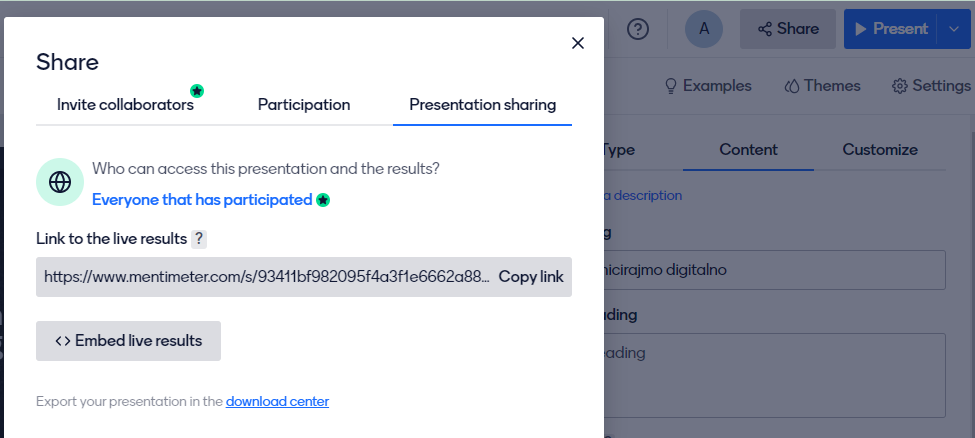 ? A Share Present
Share
Examples Themes Settings
Invite collaborators Participation Presentation sharing
Type Content Customize
Who can access this presentation and the results?
Everyone that has participated
a description
Link to the live results ?
https://www.mentimeter.com/s/93411bf982095f4a3f1e6662a88... Copy link
nicirajmo digitalno
<> Embed live results
ading
eading
Export your presentation in the download center